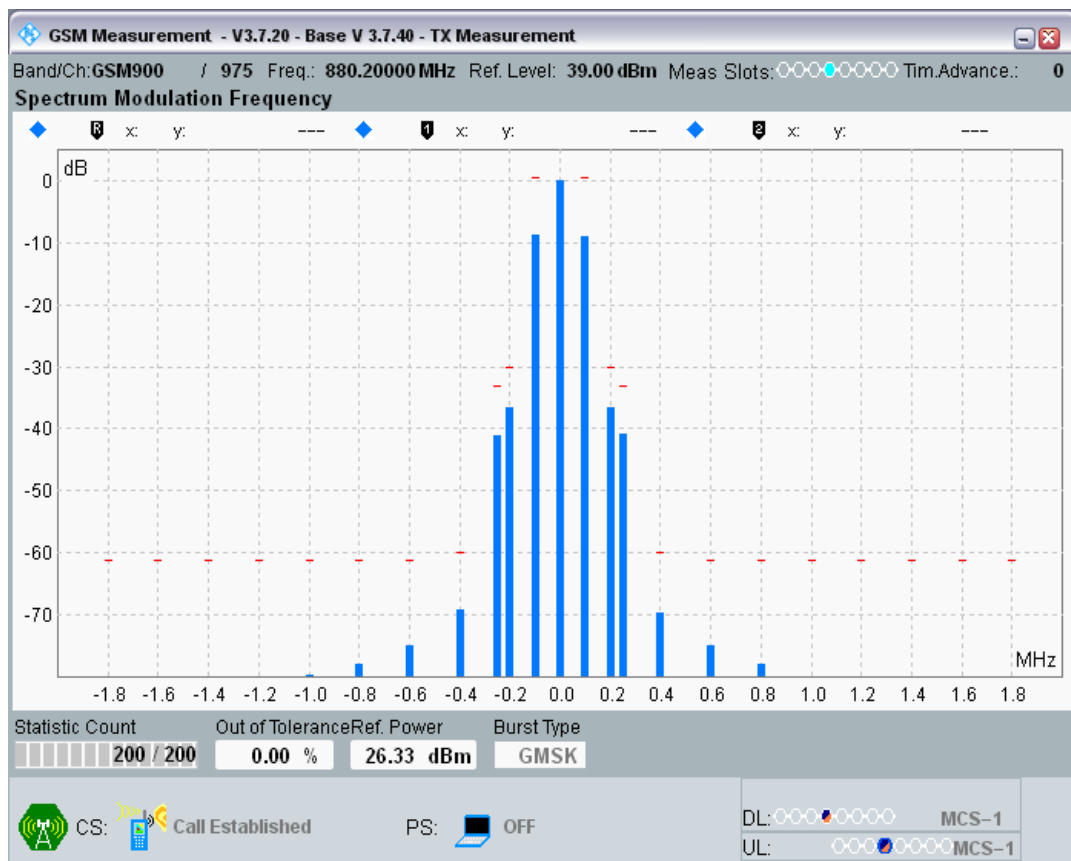 GSM Measurement - V3.7.20 - Base V 3.7.40 - TX Measurement
Band/Ch:GSM900 / 975 Freq.: 880.20000 MHz Ref. Level: 39.00 dBm Meas Slots: Tim.Advance.: 0
Spectrum Modulation Frequency
R x: y: --- 1 x: y: --- 2 x: y: ---
dB
0
-10
-20
-30
-40
-50
-60
-70
MHz
-1.8 -1.6 -1.4 -1.2 -1.0 -0.8 -0.6 -0.4 -0.2 0.0 0.2 0.4 0.6 0.8 1.0 1.2 1.4 1.6 1.8
Statistic Count Out of Tolerance Ref. Power Burst Type
200 / 200 0.00 % 26.33 dBm GMSK
CS: Call Established PS: OFF
DL: MCS-1
UL: MCS-1